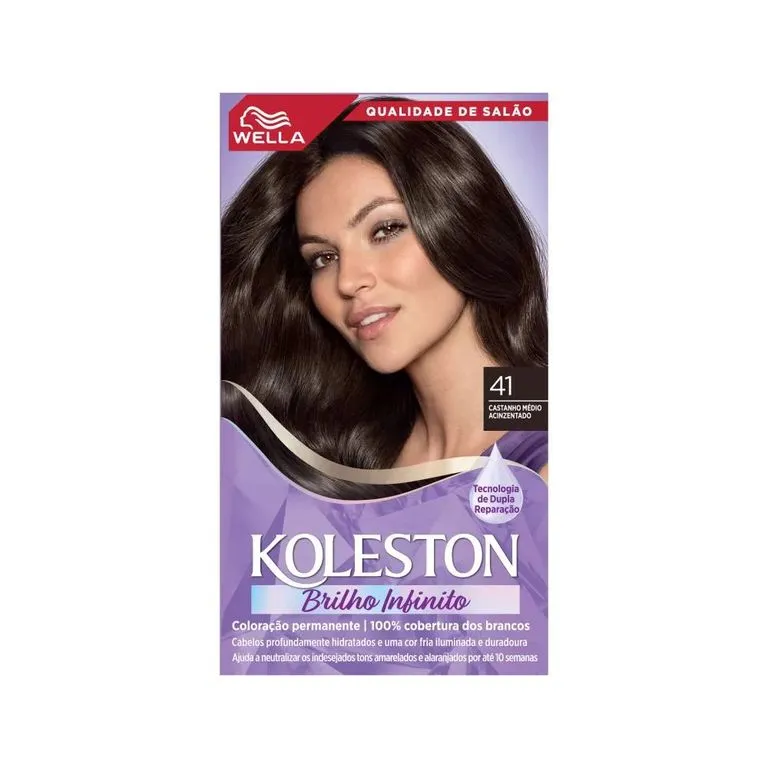 WELLA
QUALIDADE DE SALÃO
41
CASTANHO MÉDIO
ACINZENTADO
Tecnologia
de Dupla
Reparação
KOLESTON
Brilho Infinito
Coloração permanente | 100% cobertura dos brancos
Cabelos profundamente hidratados e uma cor fria iluminada e duradoura
Ajuda a neutralizar os indesejados tons amarelados e alaranjados por até 10 semanas